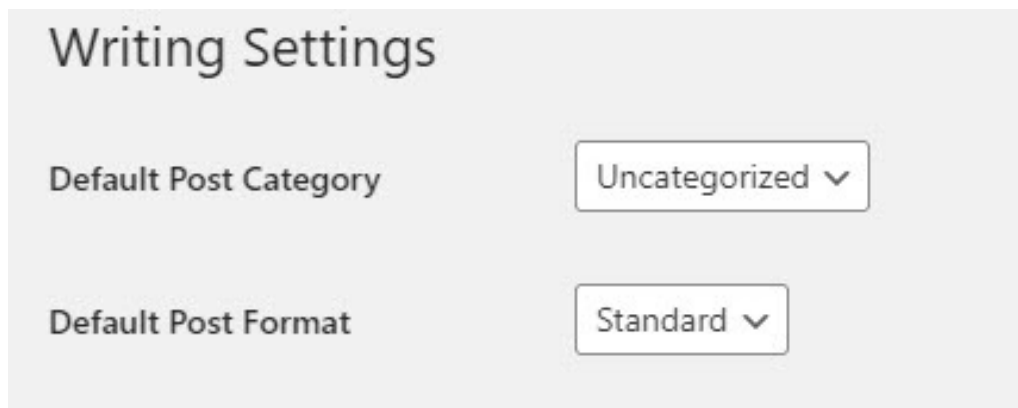 Writing Settings
Default Post Category Uncategorized
Default Post Format Standard